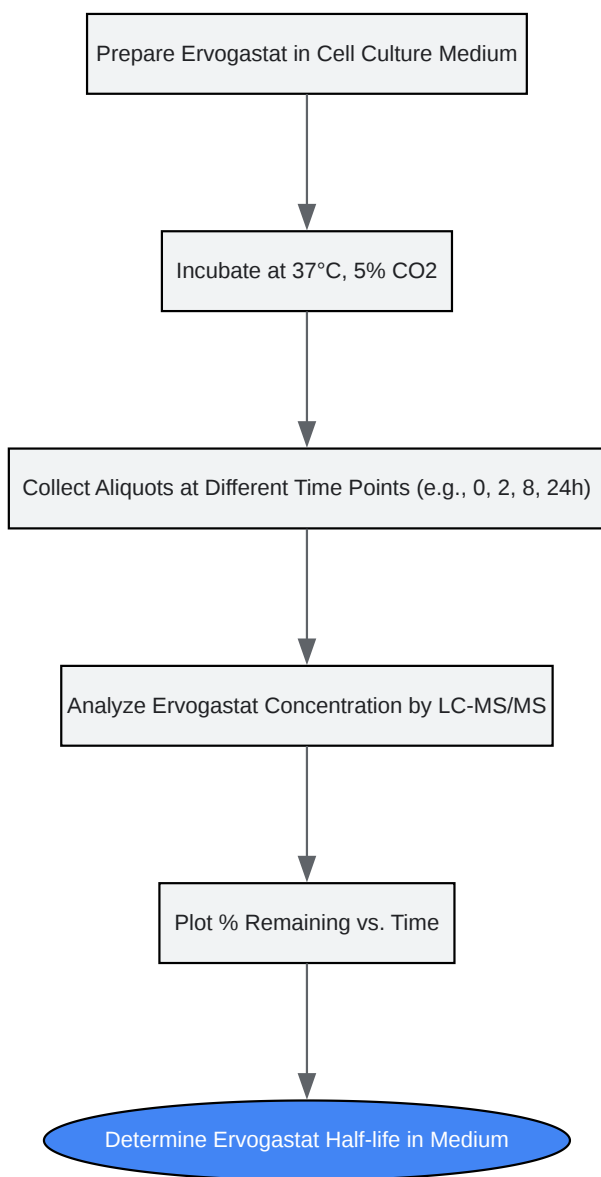 Prepare Ervogastat in Cell Culture Medium
Incubate at 37°C, 5% CO2
Collect Aliquots at Different Time Points (e.g., 0, 2, 8, 24h)
Analyze Ervogastat Concentration by LC-MS/MS
Plot % Remaining vs. Time
Determine Ervogastat Half-life in Medium